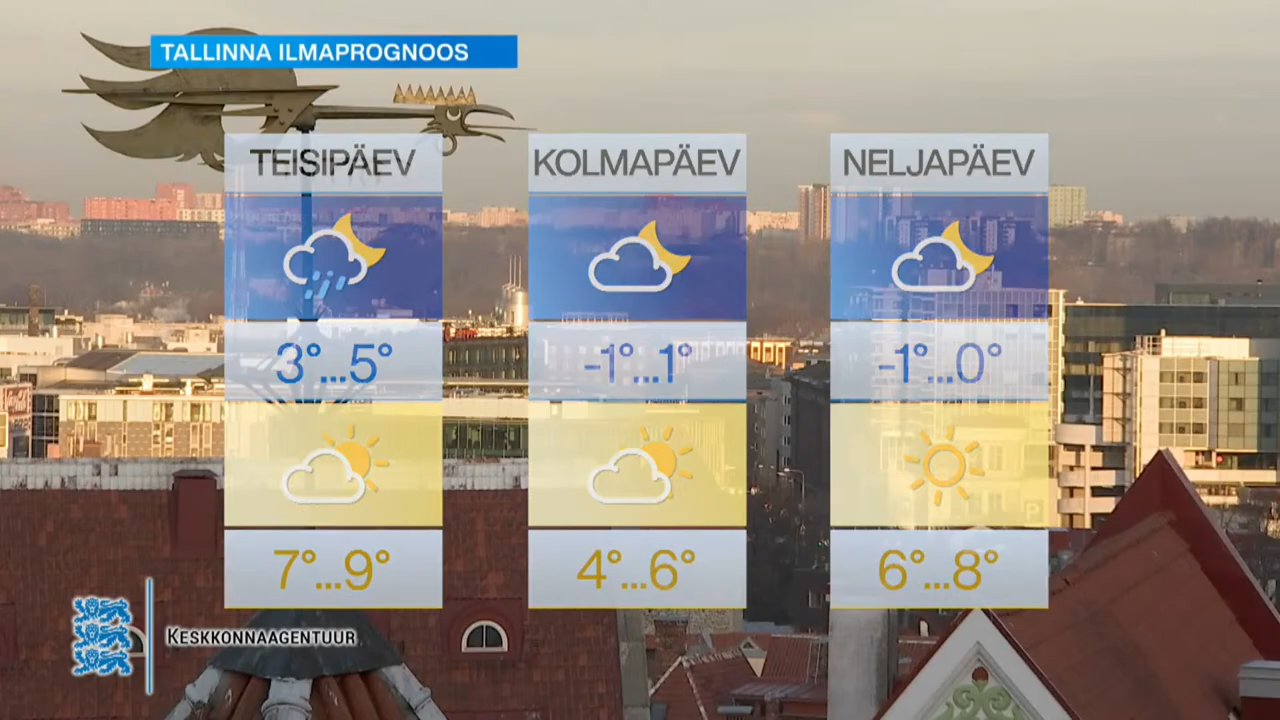 TALLINNA ILMAPROGNOOS
TEISIPÄEV
3°...5°
7°...9°
KOLMAPÄEV
-1°...1°
4°...6°
NELJAPÄEV
-1°...0°
6°...8°
KESKKONNAAGENTUUR